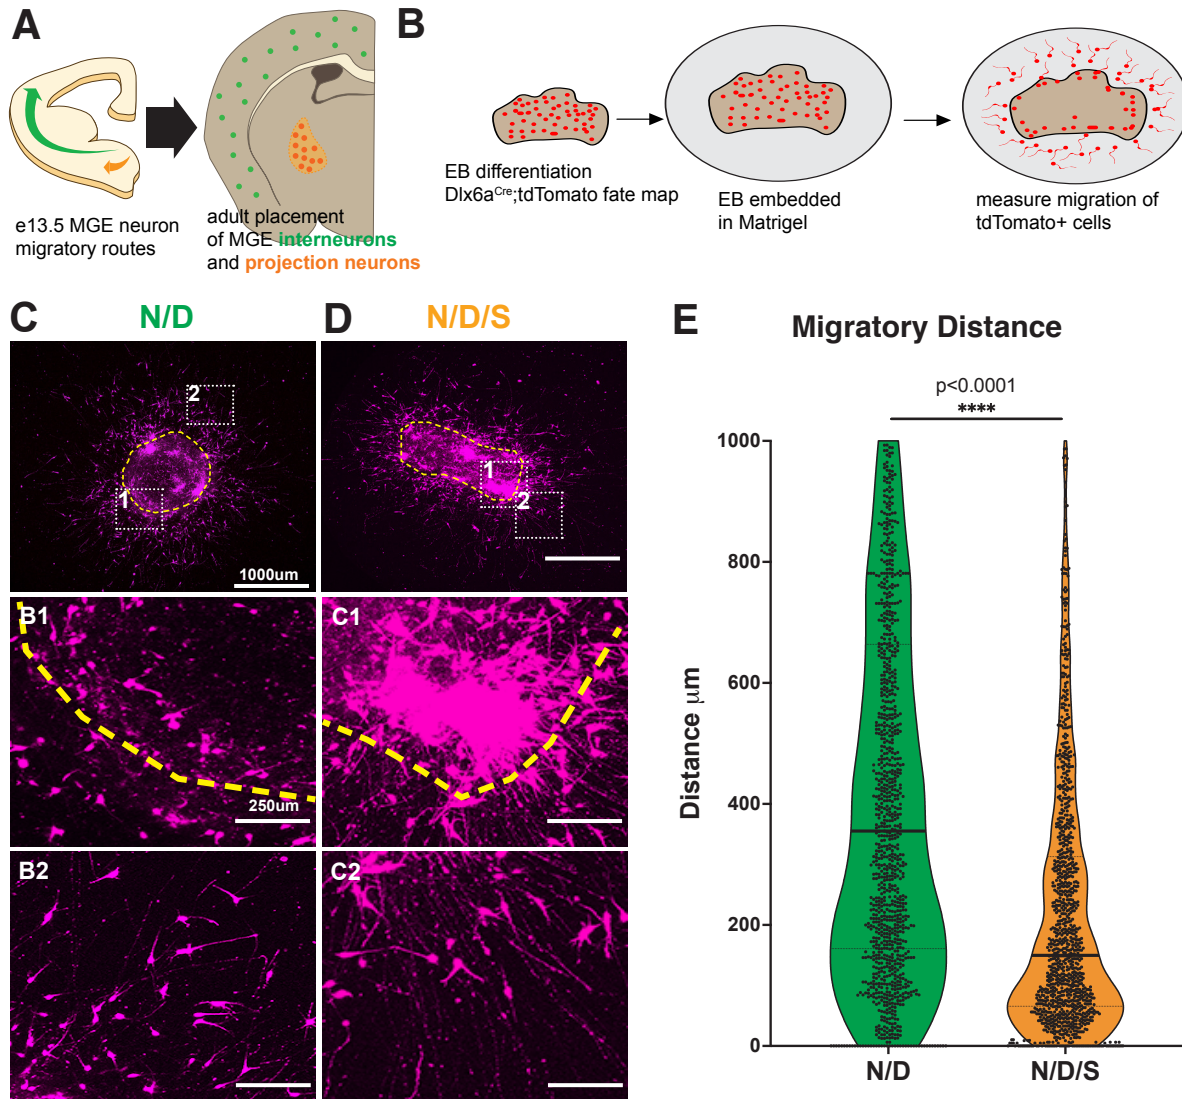 A
e13.5 MGE neuron
migratory routes
adult placement
of MGE interneurons
and projection neurons
B
EB differentiation
Dlx6aCre;tdTomato fate map
EB embedded
in Matrigel
measure migration of
tdTomato+ cells
C
N/D
2
1
1000um
B1
250um
B2
D
N/D/S
1
2
C1
C2
E
Migratory Distance
p<0.0001
****
Distance μm
1000
800
600
400
200
0
N/D
N/D/S